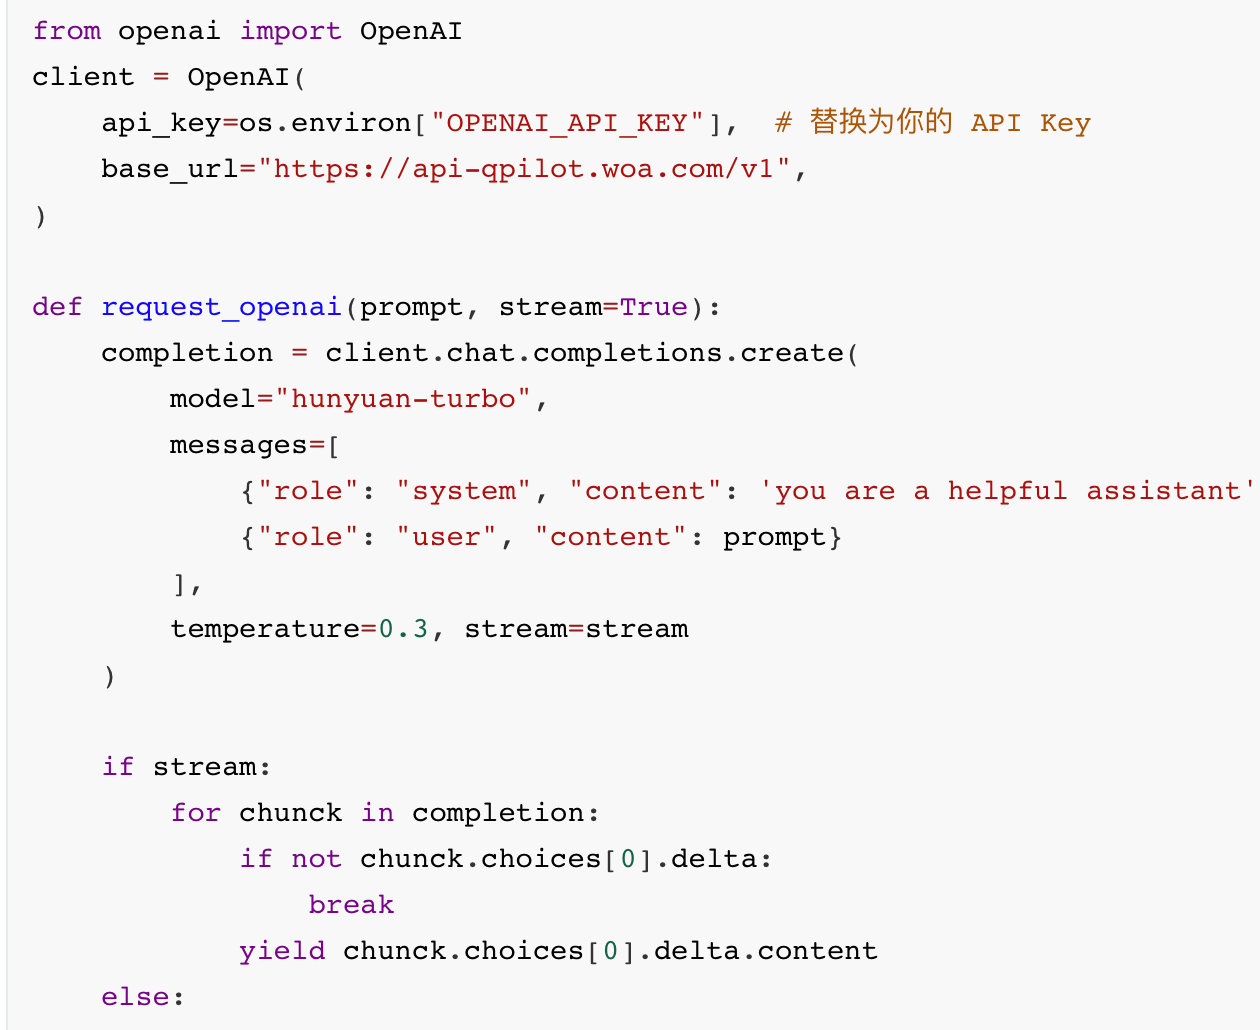 from openai import OpenAI
client = OpenAI(
    api_key=os.environ["OPENAI_API_KEY"],  # 替换为你的 API Key
    base_url="https://api-qpilot.woa.com/v1",
)

def request_openai(prompt, stream=True):
    completion = client.chat.completions.create(
        model="hunyuan-turbo",
        messages=[
            {"role": "system", "content": 'you are a helpful assistant'
            {"role": "user", "content": prompt}
        ],
        temperature=0.3, stream=stream
    )

    if stream:
        for chunck in completion:
            if not chunck.choices[0].delta:
                break
            yield chunck.choices[0].delta.content
    else: